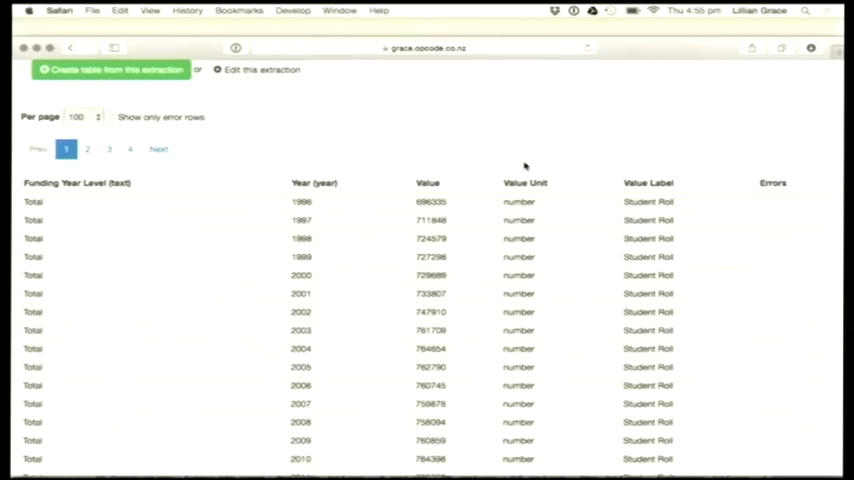 Safari File Edit View History Bookmarks Develop Window Help Thu 4:55 pm Lillian Grace
grace.opcode.co.nz
Create table from this extraction or Edit this extraction
Per page 100 Show only error rows
Prev 1 2 3 4 Next
Funding Year Level (text) Year (year) Value Value Unit Value Label Errors
Total 1996 696335 number Student Roll
Total 1997 711848 number Student Roll
Total 1998 724579 number Student Roll
Total 1999 727298 number Student Roll
Total 2000 729689 number Student Roll
Total 2001 733807 number Student Roll
Total 2002 747910 number Student Roll
Total 2003 761709 number Student Roll
Total 2004 764654 number Student Roll
Total 2005 762790 number Student Roll
Total 2006 760745 number Student Roll
Total 2007 759878 number Student Roll
Total 2008 758094 number Student Roll
Total 2009 760859 number Student Roll
Total 2010 764398 number Student Roll